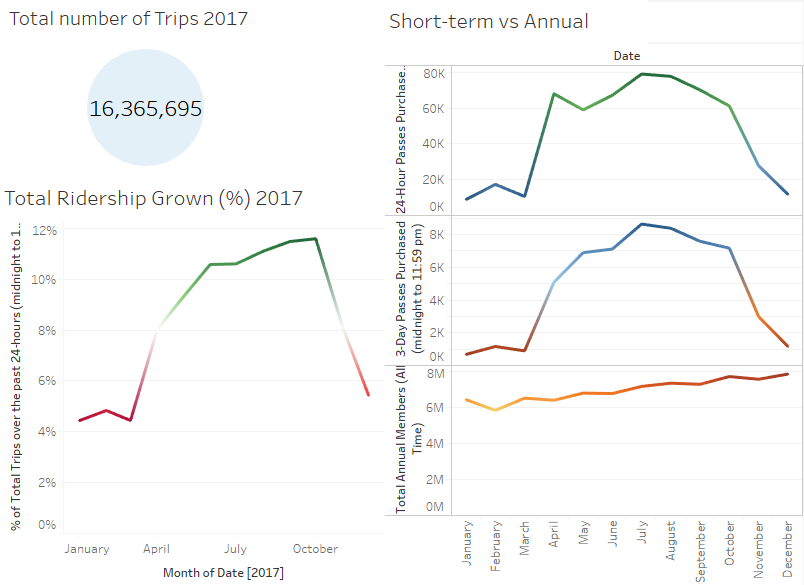 Total number of Trips 2017
16,365,695
Total Ridership Grown (%) 2017
% of Total Trips over the past 24-hours (midnight to 1..
12%
10%
8%
6%
4%
2%
0%
January
April
July
October
Month of Date [2017]
Short-term vs Annual
Date
24-Hour Passes Purchase..
80K
60K
40K
20K
0K
3-Day Passes Purchased
(midnight to 11:59 pm)
8K
6K
4K
2K
0K
Total Annual Members (All
Time)
8M
6M
4M
2M
0M
January
February
March
April
May
June
July
August
September
October
November
December